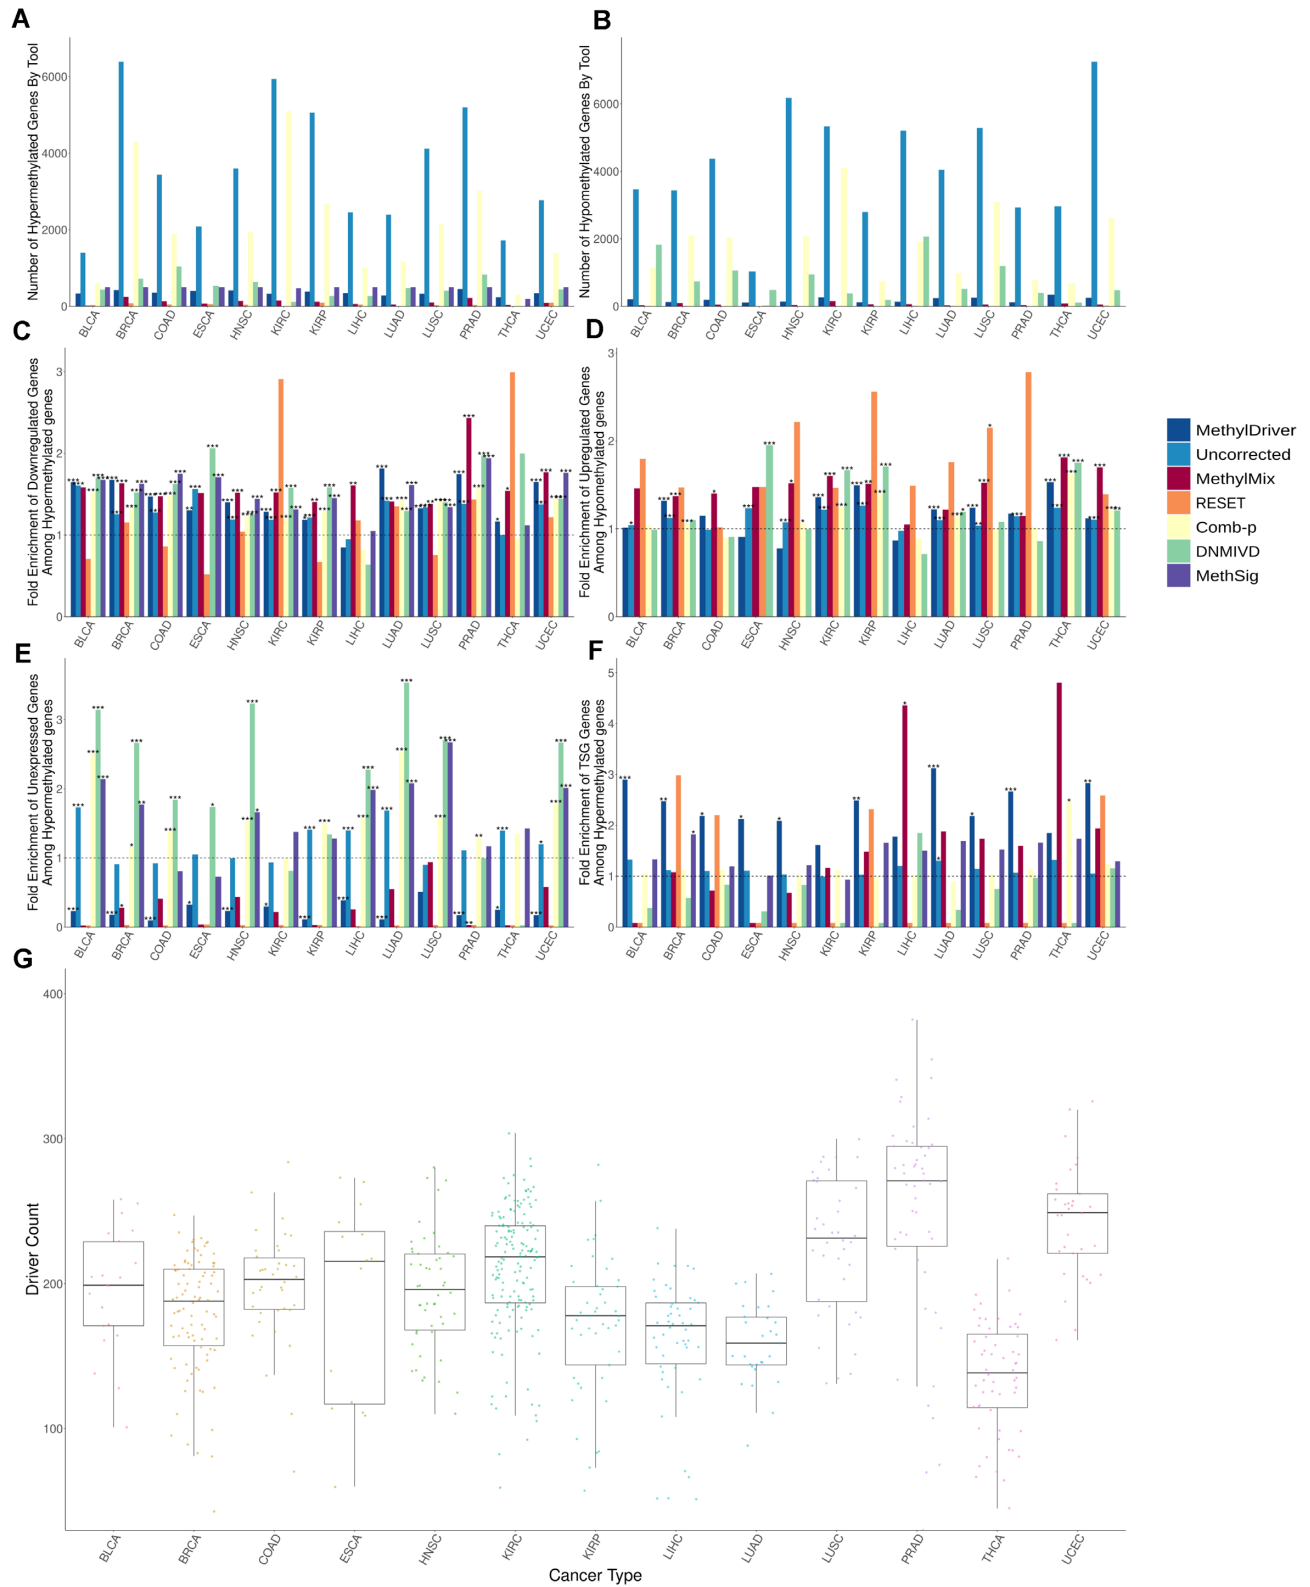 A
B
Number of Hypermethylated Genes By Tool
6000
4000
2000
0
BLCA BRCA COAD ESCA HNSC KIRC KIRP LIHC LUAD LUSC PRAD THCA UCEC
Number of Hypomethylated Genes By Tool
6000
4000
2000
0
BLCA BRCA COAD ESCA HNSC KIRC KIRP LIHC LUAD LUSC PRAD THCA UCEC
C
D
Fold Enrichment of Downregulated Genes
Among Hypermethylated genes
3
2
1
0
BLCA BRCA COAD ESCA HNSC KIRC KIRP LIHC LUAD LUSC PRAD THCA UCEC
Fold Enrichment of Upregulated Genes
Among Hypomethylated genes
3
2
1
0
BLCA BRCA COAD ESCA HNSC KIRC KIRP LIHC LUAD LUSC PRAD THCA UCEC
MethylDriver
Uncorrected
MethylMix
RESET
Comb-p
DNMIVD
MethSig
E
F
Fold Enrichment of Unexpressed Genes
Among Hypermethylated genes
3
2
1
0
BLCA BRCA COAD ESCA HNSC KIRC KIRP LIHC LUAD LUSC PRAD THCA UCEC
Fold Enrichment of TSG Genes
Among Hypermethylated genes
5
4
3
2
1
0
BLCA BRCA COAD ESCA HNSC KIRC KIRP LIHC LUAD LUSC PRAD THCA UCEC
G
Driver Count
400
300
200
100
BLCA BRCA COAD ESCA HNSC KIRC KIRP LIHC LUAD LUSC PRAD THCA UCEC
Cancer Type